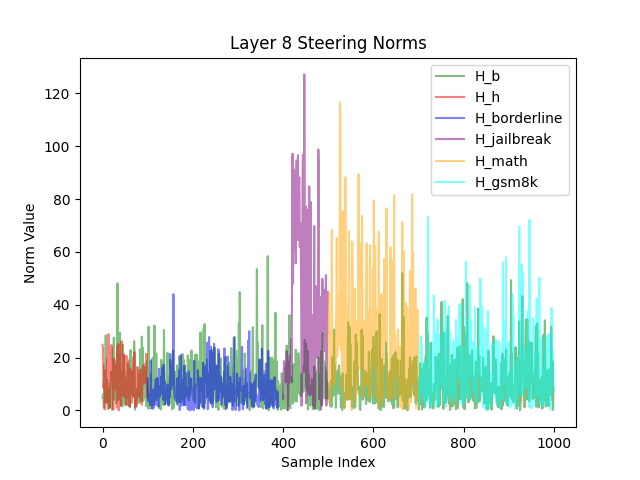 Layer 8 Steering Norms
H_b
H_h
H_borderline
H_jailbreak
H_math
H_gsm8k
Norm Value
120
100
80
60
40
20
0
0 200 400 600 800 1000
Sample Index